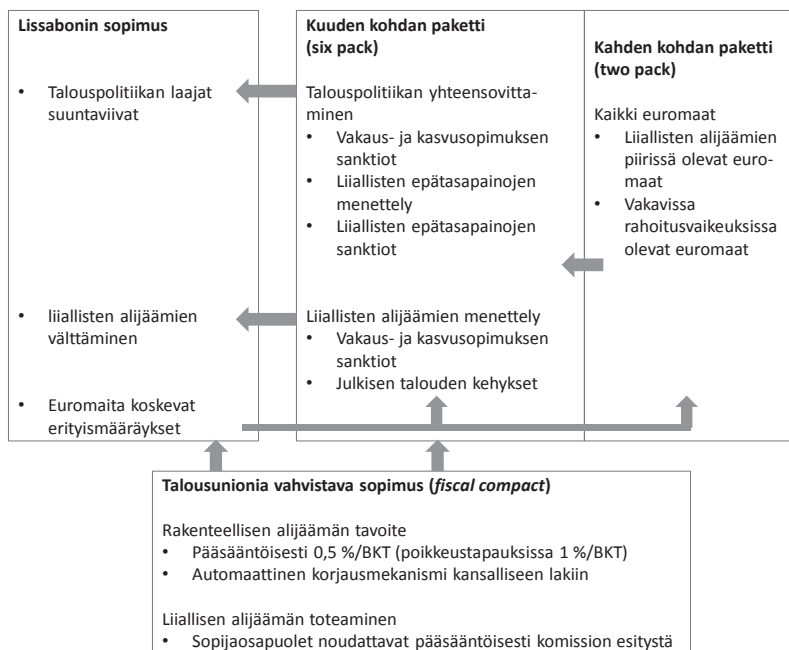 Lissabonin sopimus
• Talouspolitiikan laajat
suuntaviivat
• liiallisten alijäämien
välttäminen
• Euromaita koskevat
erityismääräykset
Kuuden kohdan paketti
(six pack)
Talouspolitiikan yhteensovitta-
minen
• Vakaus- ja kasvusopimuksen
sanktiot
• Liiallisten epätasapainojen
menettely
• Liiallisten epätasapainojen
sanktiot
Liiallisten alijäämien menettely
• Vakaus- ja kasvusopimuksen
sanktiot
• Julkisen talouden kehykset
Kahden kohdan paketti
(two pack)
Kaikki euromaat
• Liiallisten alijäämien
piirissä olevat euro-
maat
• Vakavissa
rahoitusvaikeuksissa
olevat euromaat
Talousunionia vahvistava sopimus (fiscal compact)
Rakenteellisen alijäämän tavoite
• Pääsääntöisesti 0,5 %/BKT (poikkeustapauksissa 1 %/BKT)
• Automaattinen korjausmekanismi kansalliseen lakiin
Liiallisen alijäämän toteaminen
• Sopijaosapuolet noudattavat pääsääntöisesti komission esitystä